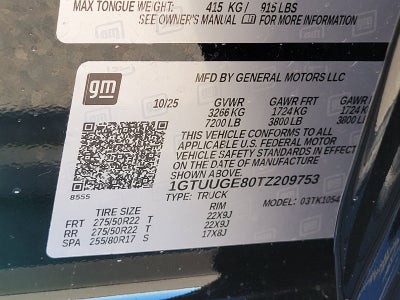 MAX TONGUE WEIGHT: 415 KG / 915 LBS
SEE OWNER'S MANUAL FOR MORE INFORMATION
gm
MFD BY GENERAL MOTORS LLC
10/25 GVWR GAWR FRT GAWR
3266 KG 1724 KG 1724
7200 LB 3800 LB 3800
THIS VEHICLE CONFORMS TO ALL
APPLICABLE U.S. FEDERAL MOTOR
VEHICLE SAFETY STANDARDS IN EFFECT
ON THE DATE OF MANUFACTURE
SHOWN ABOVE.
8555
1GTUUGE80TZ209753
TYPE: TRUCK MODEL: 03TK1054
TIRE SIZE RIM
FRT 275/50R22 T 22X9J
RR 275/50R22 T 22X9J
SPA 255/80R17 S 17X8J